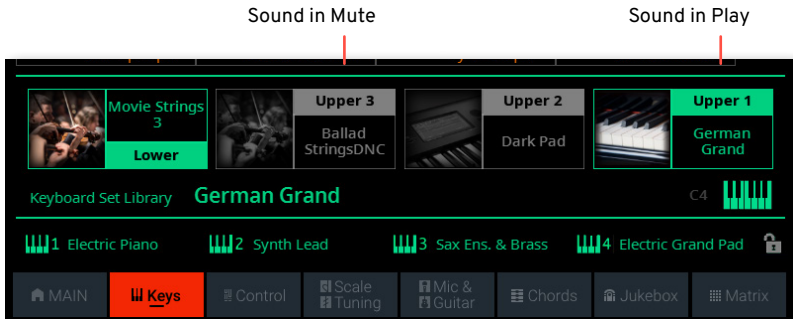 Sound in Mute
Sound in Play
Movie Strings
3
Lower
Upper 3
Ballad
StringsDNC
Upper 2
Dark Pad
Upper 1
German
Grand
Keyboard Set Library
German Grand
C4
1 Electric Piano
2 Synth Lead
3 Sax Ens. & Brass
4 Electric Grand Pad
MAIN
Keys
Control
Scale
Tuning
Mic &
Guitar
Chords
Jukebox
Matrix